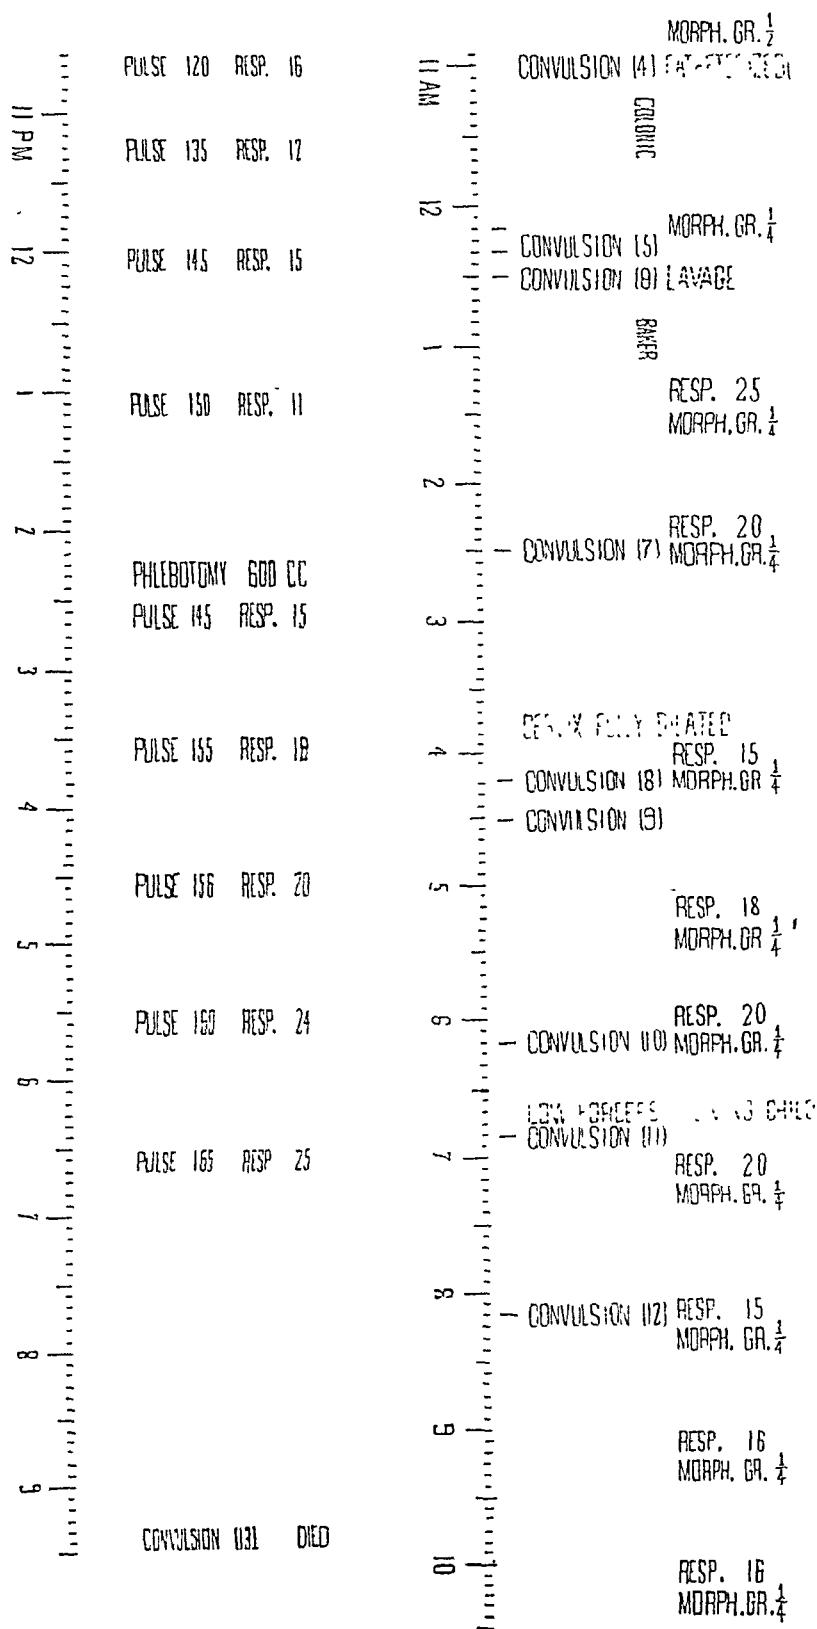 MORPH. GR. 1/2
11 AM
CONVULSION (4)
COLONIC
12
MORPH. GR. 1/4
CONVULSION (5)
CONVULSION (6) LAVAGE
BAKER
1
RESP. 25
MORPH. GR. 1/4
2
RESP. 20
CONVULSION (7) MORPH. GR. 1/4
3
CERVIX FULLY DILATED
4
RESP. 15
CONVULSION (8) MORPH. GR 1/4
CONVULSION (9)
5
RESP. 18
MORPH. GR 1/4
6
RESP. 20
CONVULSION (10) MORPH. GR. 1/4
LOW FORCEPS CHILD
CONVULSION (11)
7
RESP. 20
MORPH. GR. 1/4
8
CONVULSION (12) RESP. 15
MORPH. GR. 1/4
9
RESP. 16
MORPH. GR. 1/4
10
RESP. 16
MORPH. GR. 1/4
PULSE 120 RESP. 16
11 PM
PULSE 135 RESP. 12
12
PULSE 145 RESP. 15
1
PULSE 150 RESP. 11
2
PHLEBOTOMY 600 CC
PULSE 145 RESP. 15
3
PULSE 155 RESP. 18
4
PULSE 156 RESP. 20
5
PULSE 160 RESP. 24
6
PULSE 165 RESP 25
7
8
9
CONVULSION (13) DIED